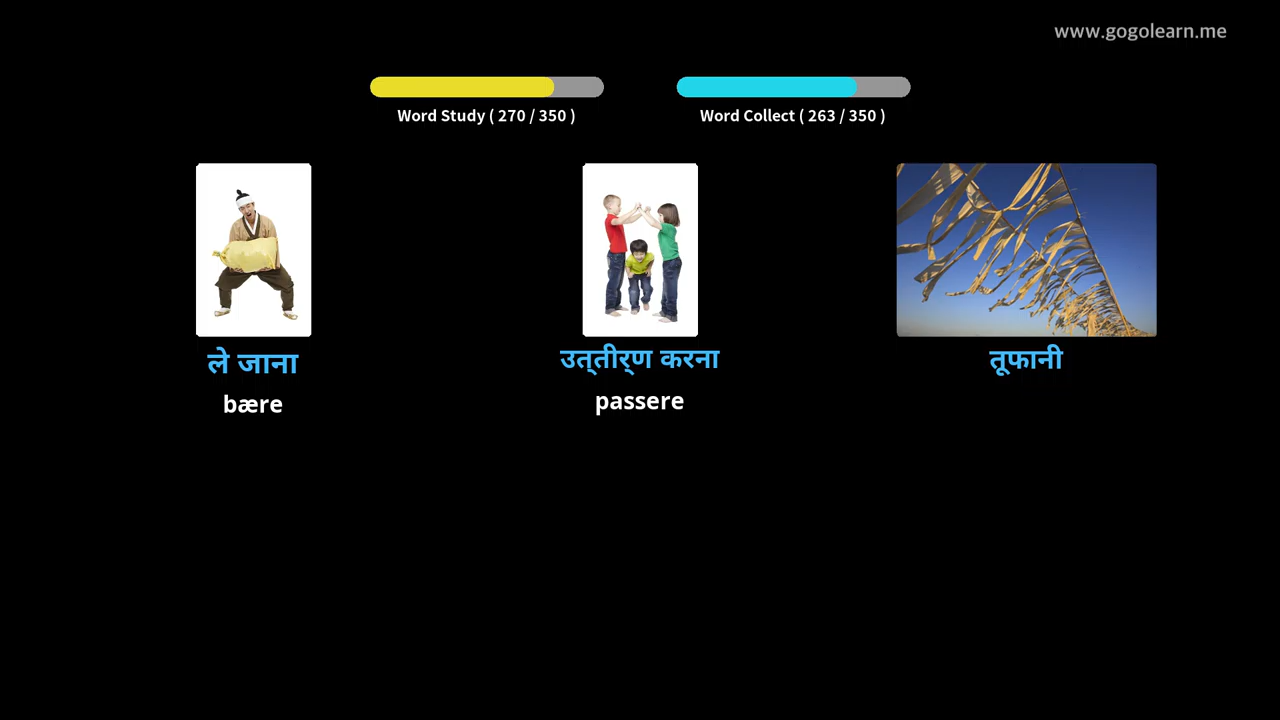 www.gogolearn.me
Word Study ( 270 / 350 )
Word Collect ( 263 / 350 )
ले जाना
bære
उत्‌तीर्‌ण करना
passere
तूफानी